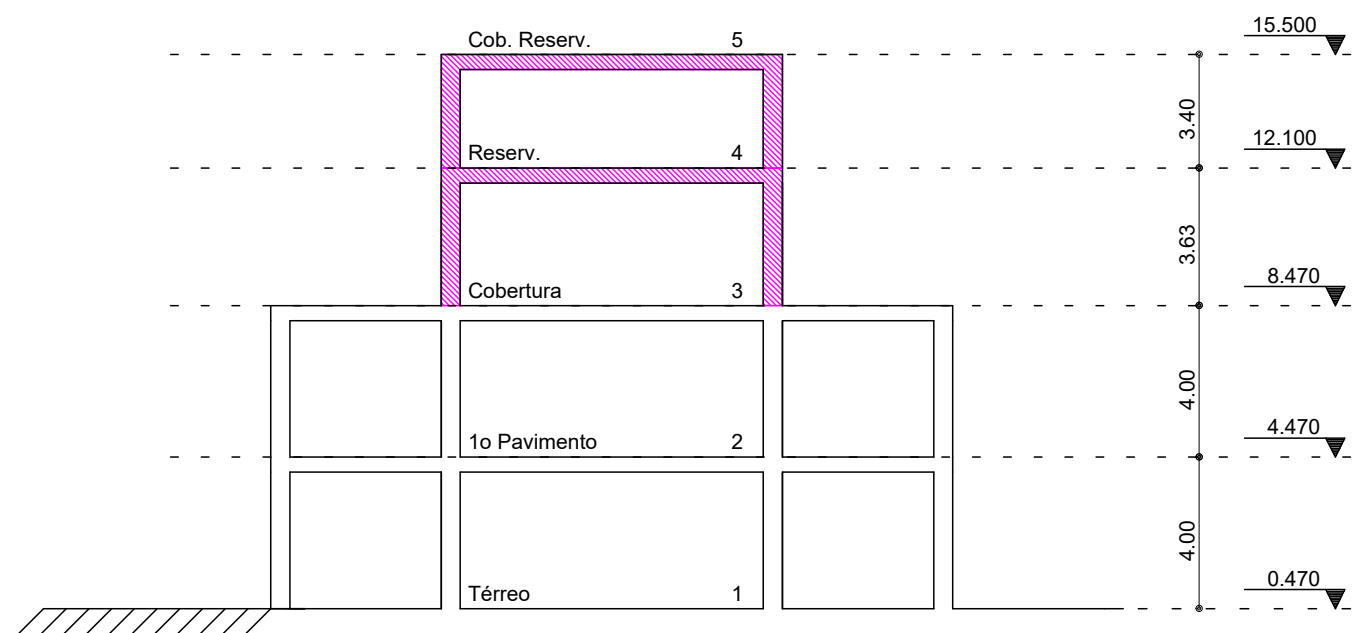 Cob. Reserv. 5 15.500
3.40
Reserv. 4 12.100
3.63
Cobertura 3 8.470
4.00
1o Pavimento 2 4.470
4.00
Térreo 1 0.470